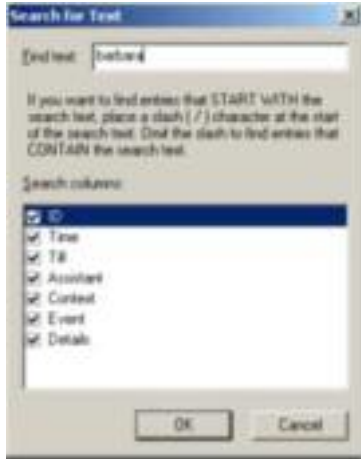 Search for Text
Find text: barbara
If you want to find entries that START WITH the
search text, place a slash ( / ) character at the start
of the search text. Omit the slash to find entries that
CONTAIN the search text.
Search columns:
ID
Time
Till
Assistant
Context
Event
Details
OK Cancel